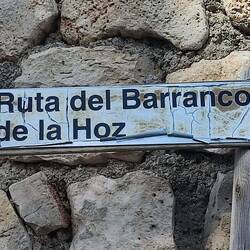 Ruta del Barranco
de la Hoz